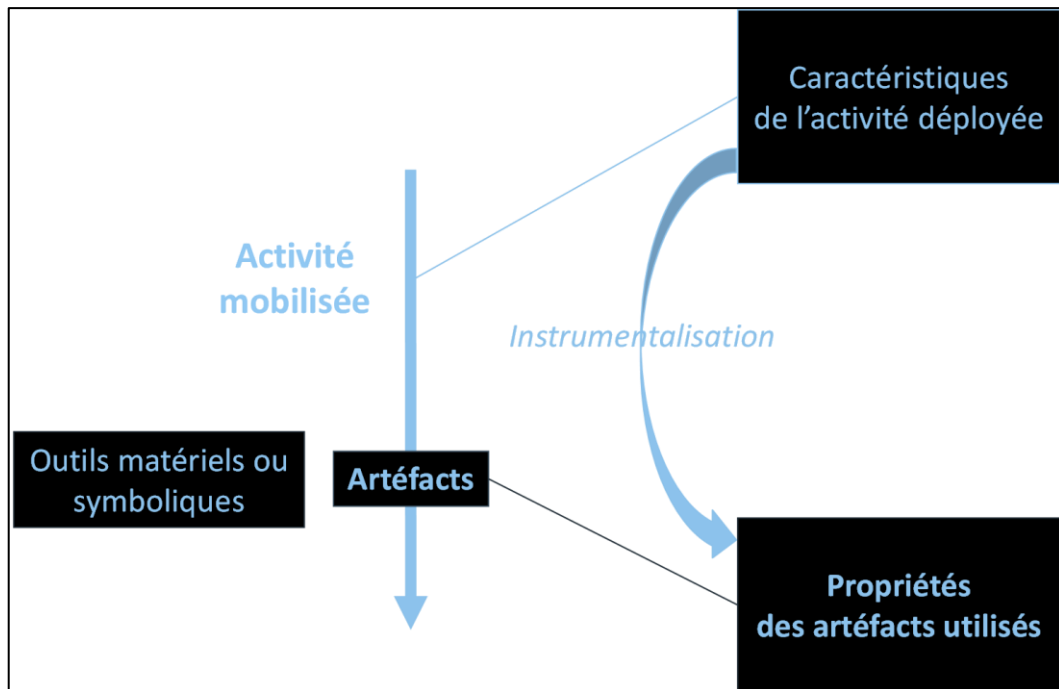 Caractéristiques
de l’activité déployée
Activité
mobilisée
Instrumentalisation
Outils matériels ou
symboliques
Artéfacts
Propriétés
des artéfacts utilisés